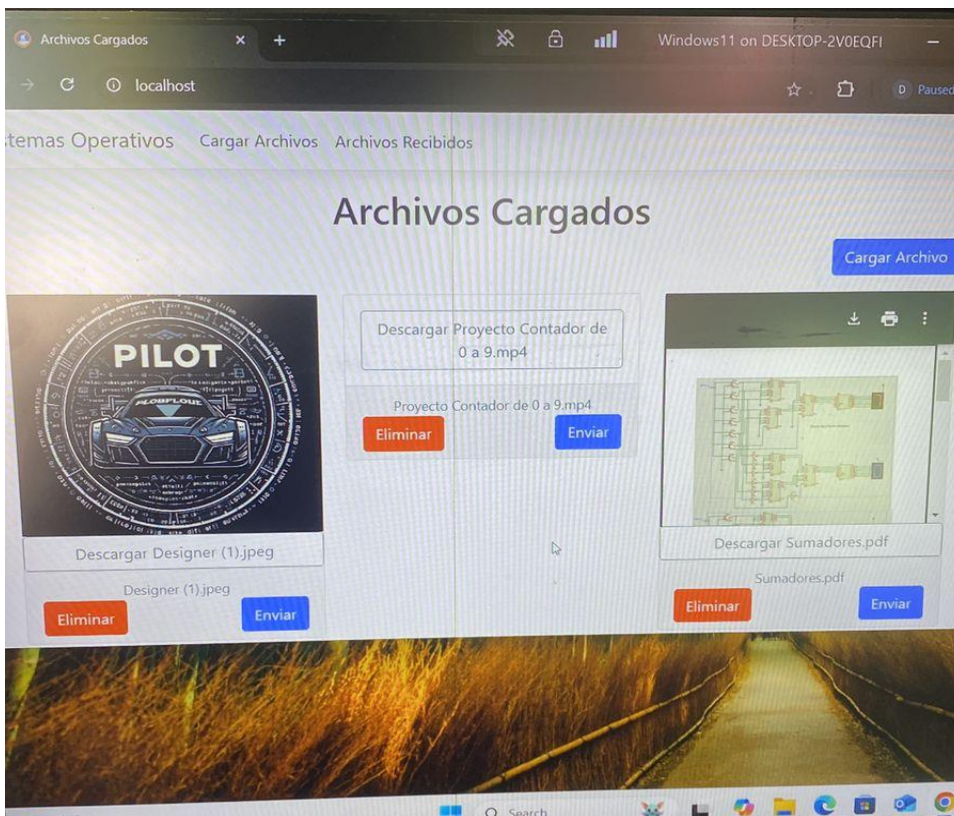 Archivos Cargados
Windows11 on DESKTOP-2V0EQFI
localhost
D Paused
stemas Operativos Cargar Archivos Archivos Recibidos
Archivos Cargados
Cargar Archivo
PILOT
Descargar Designer (1).jpeg
Designer (1).jpeg
Eliminar
Enviar
Descargar Proyecto Contador de
0 a 9.mp4
Proyecto Contador de 0 a 9.mp4
Eliminar
Enviar
Descargar Sumadores.pdf
Sumadores.pdf
Eliminar
Enviar
Search